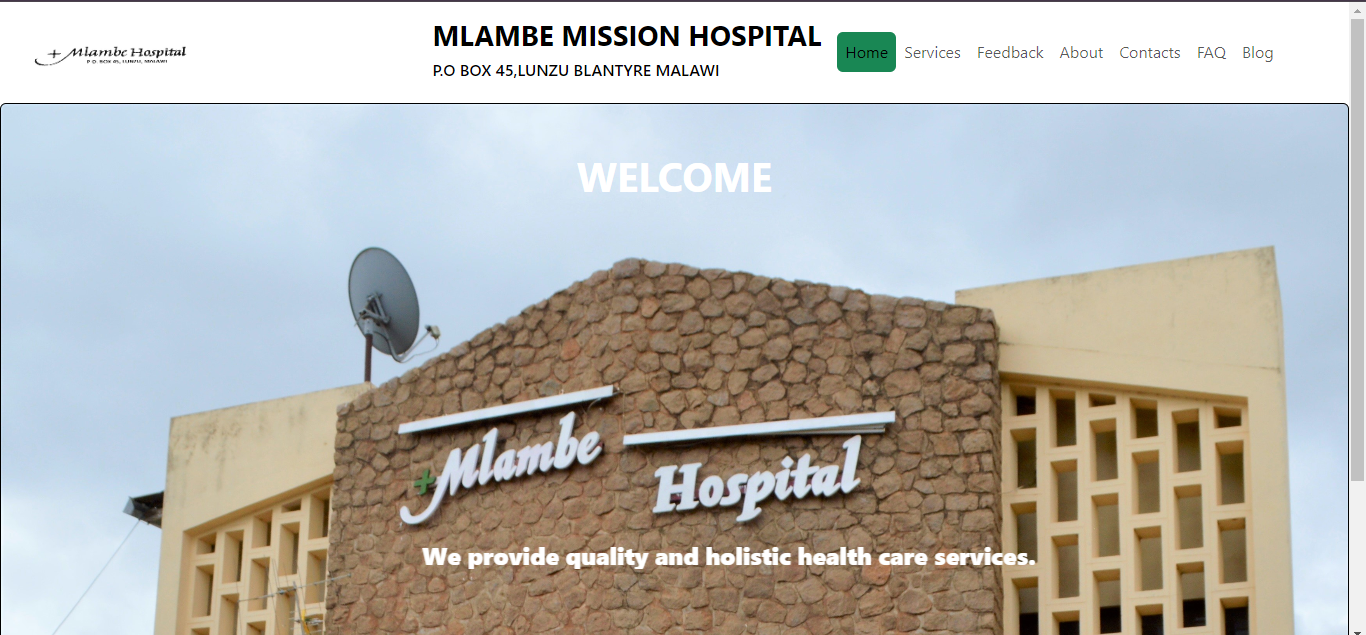 Mlambe Hospital
P.O. BOX 45, LUNZU, MALAWI
MLAMBE MISSION HOSPITAL
P.O BOX 45,LUNZU BLANTYRE MALAWI
Home Services Feedback About Contacts FAQ Blog
WELCOME
+Mlambe Hospital
We provide quality and holistic health care services.